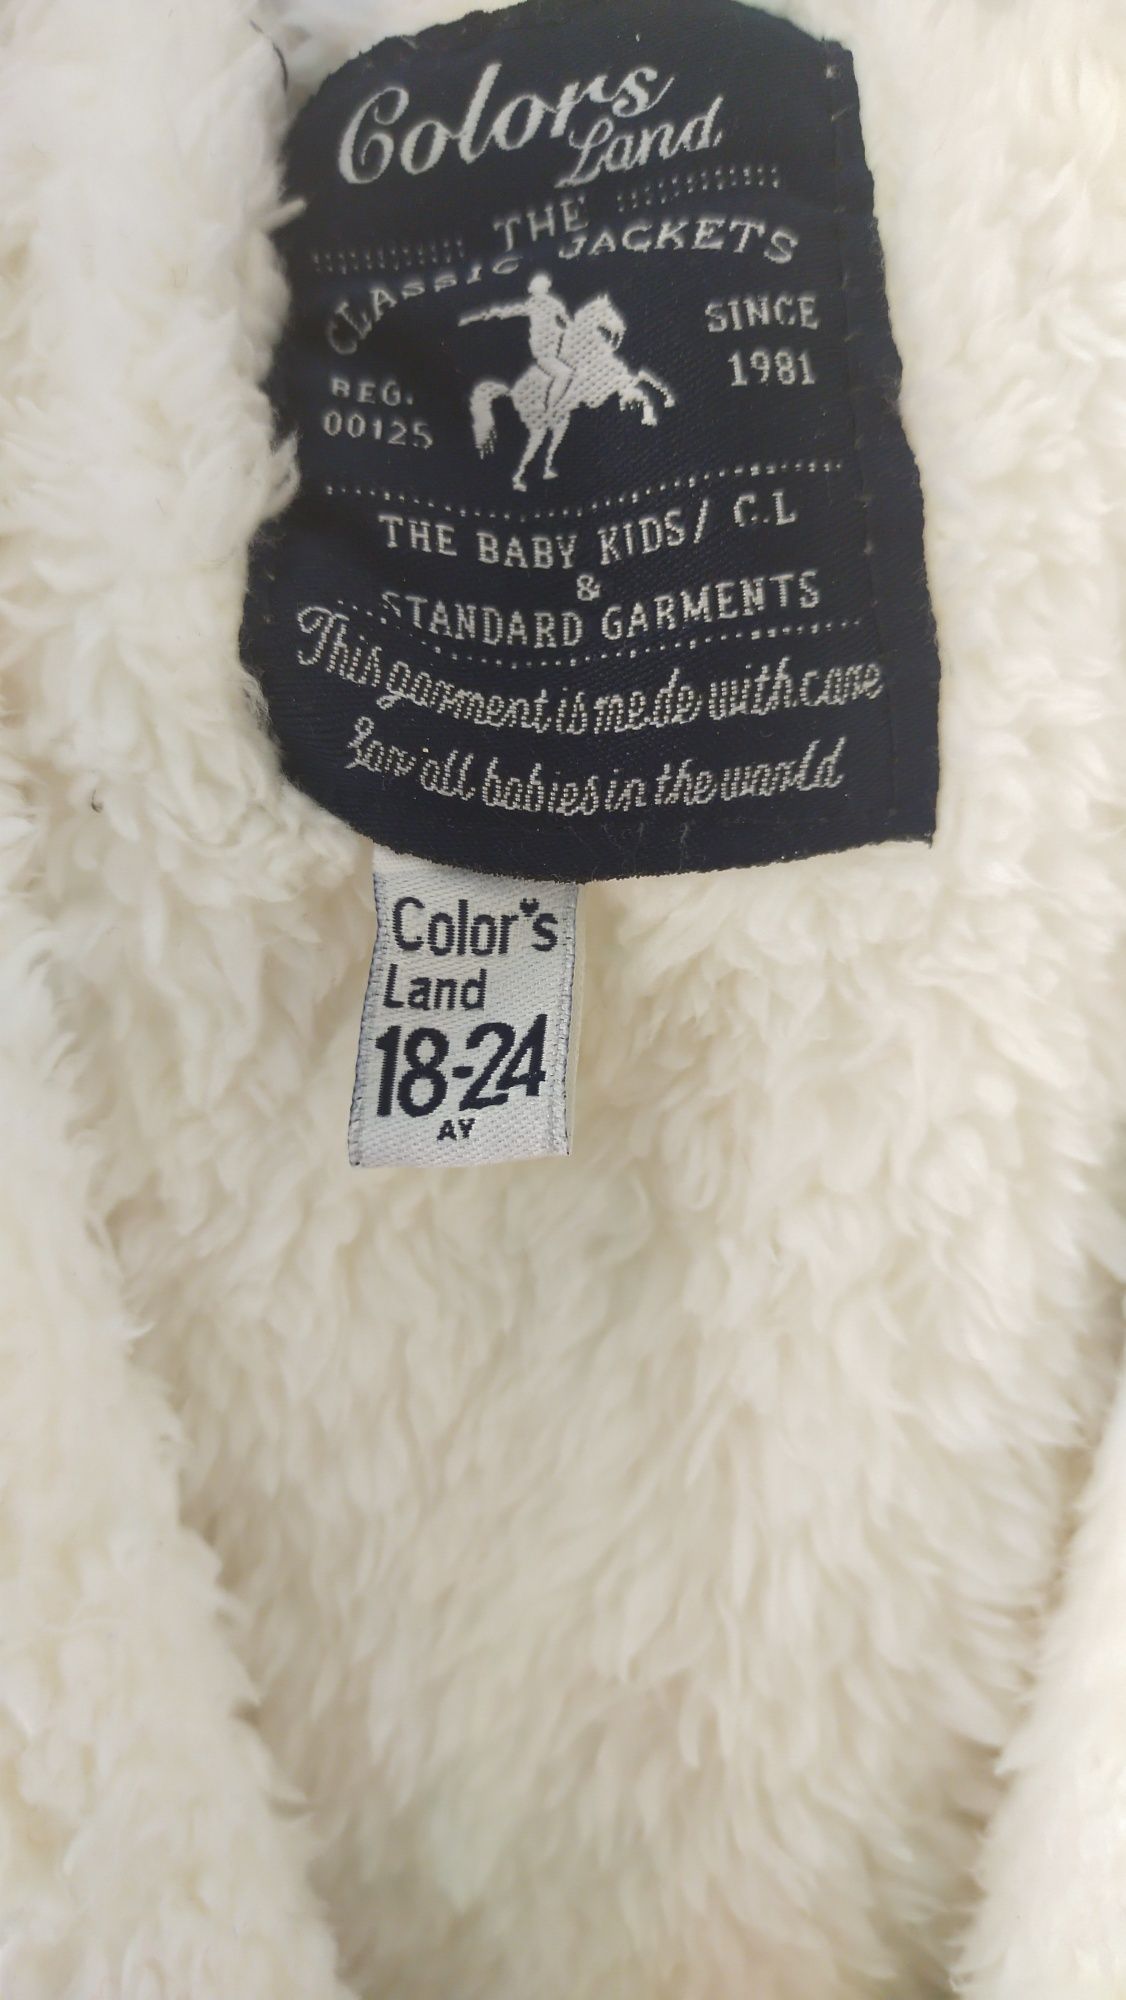 Colors
Land
THE
CLASSIC JACKETS
SINCE
1981
REG.
00125
THE BABY KIDS/ C.L
&
STANDARD GARMENTS
This garment is made with care
for all babies in the world
Color's
Land
18-24
AY